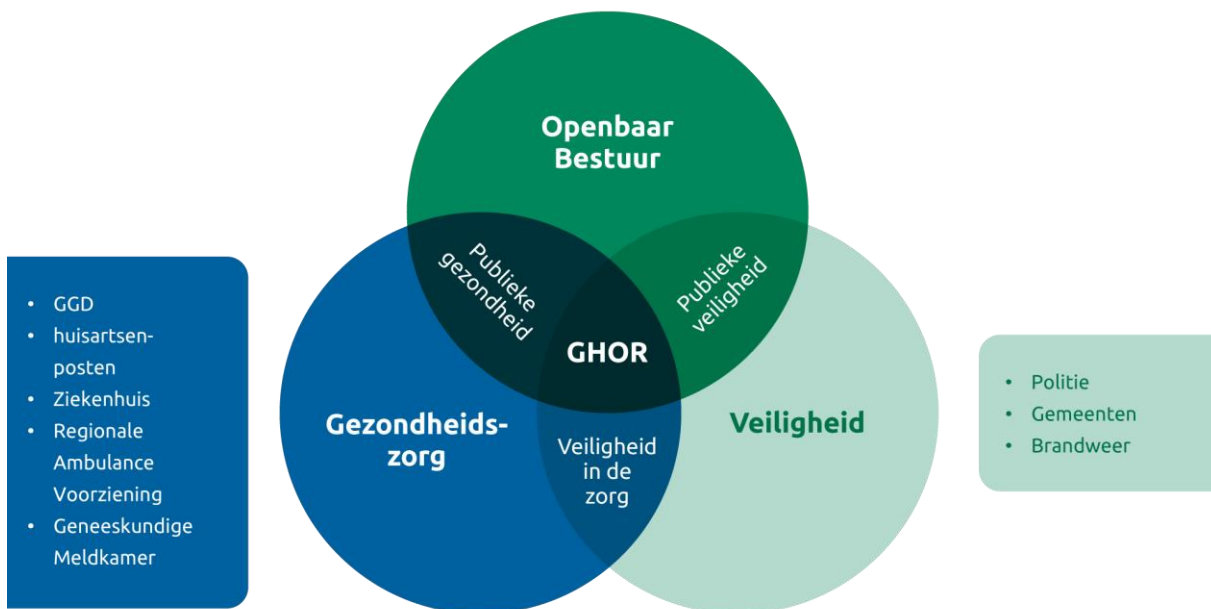 Openbaar
Bestuur
Publieke
gezondheid
Publieke
veiligheid
GHOR
Gezondheids-
zorg
Veiligheid
Veiligheid
in de
zorg
• GGD
• huisartsen-
posten
• Ziekenhuis
• Regionale
Ambulance
Voorziening
• Geneeskundige
Meldkamer
• Politie
• Gemeenten
• Brandweer